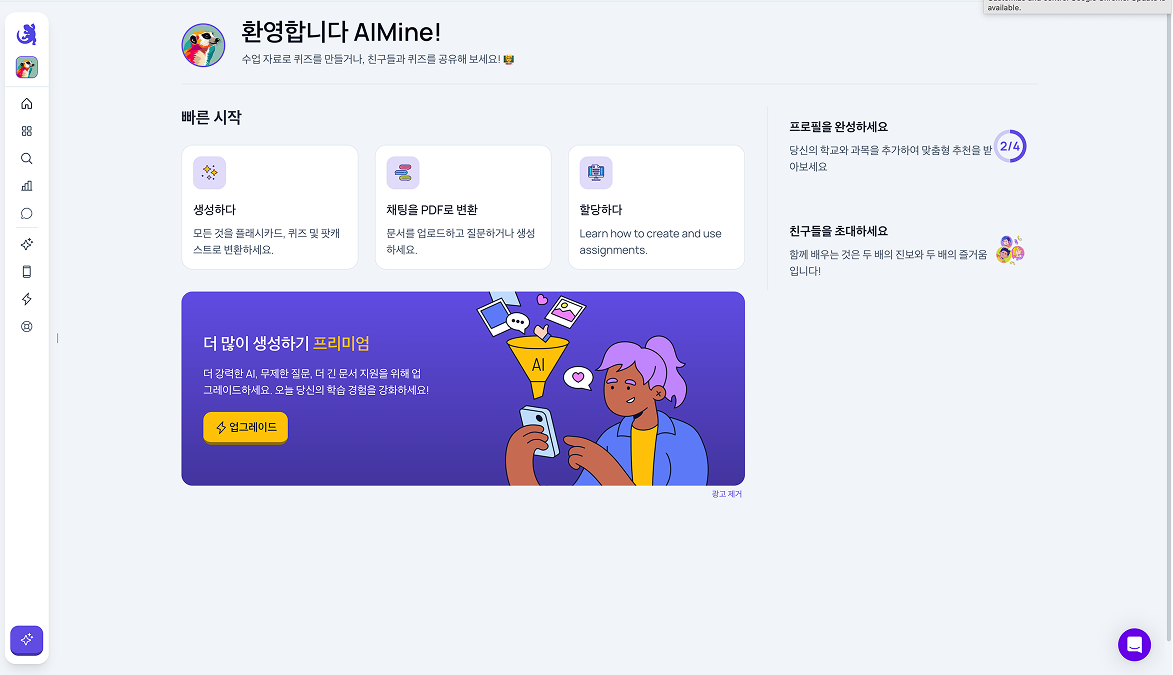 available.
환영합니다 AIMine!
수업 자료로 퀴즈를 만들거나, 친구들과 퀴즈를 공유해 보세요!
빠른 시작
생성하다
모든 것을 플래시카드, 퀴즈 및 팟캐
스트로 변환하세요.
채팅을 PDF로 변환
문서를 업로드하고 질문하거나 생성
하세요.
할당하다
Learn how to create and use
assignments.
프로필을 완성하세요
당신의 학교와 과목을 추가하여 맞춤형 추천을 받
아보세요
2/4
친구들을 초대하세요
함께 배우는 것은 두 배의 진보와 두 배의 즐거움
입니다!
더 많이 생성하기 프리미엄
더 강력한 AI, 무제한 질문, 더 긴 문서 지원을 위해 업
그레이드하세요. 오늘 당신의 학습 경험을 강화하세요!
업그레이드
AI
광고 제거